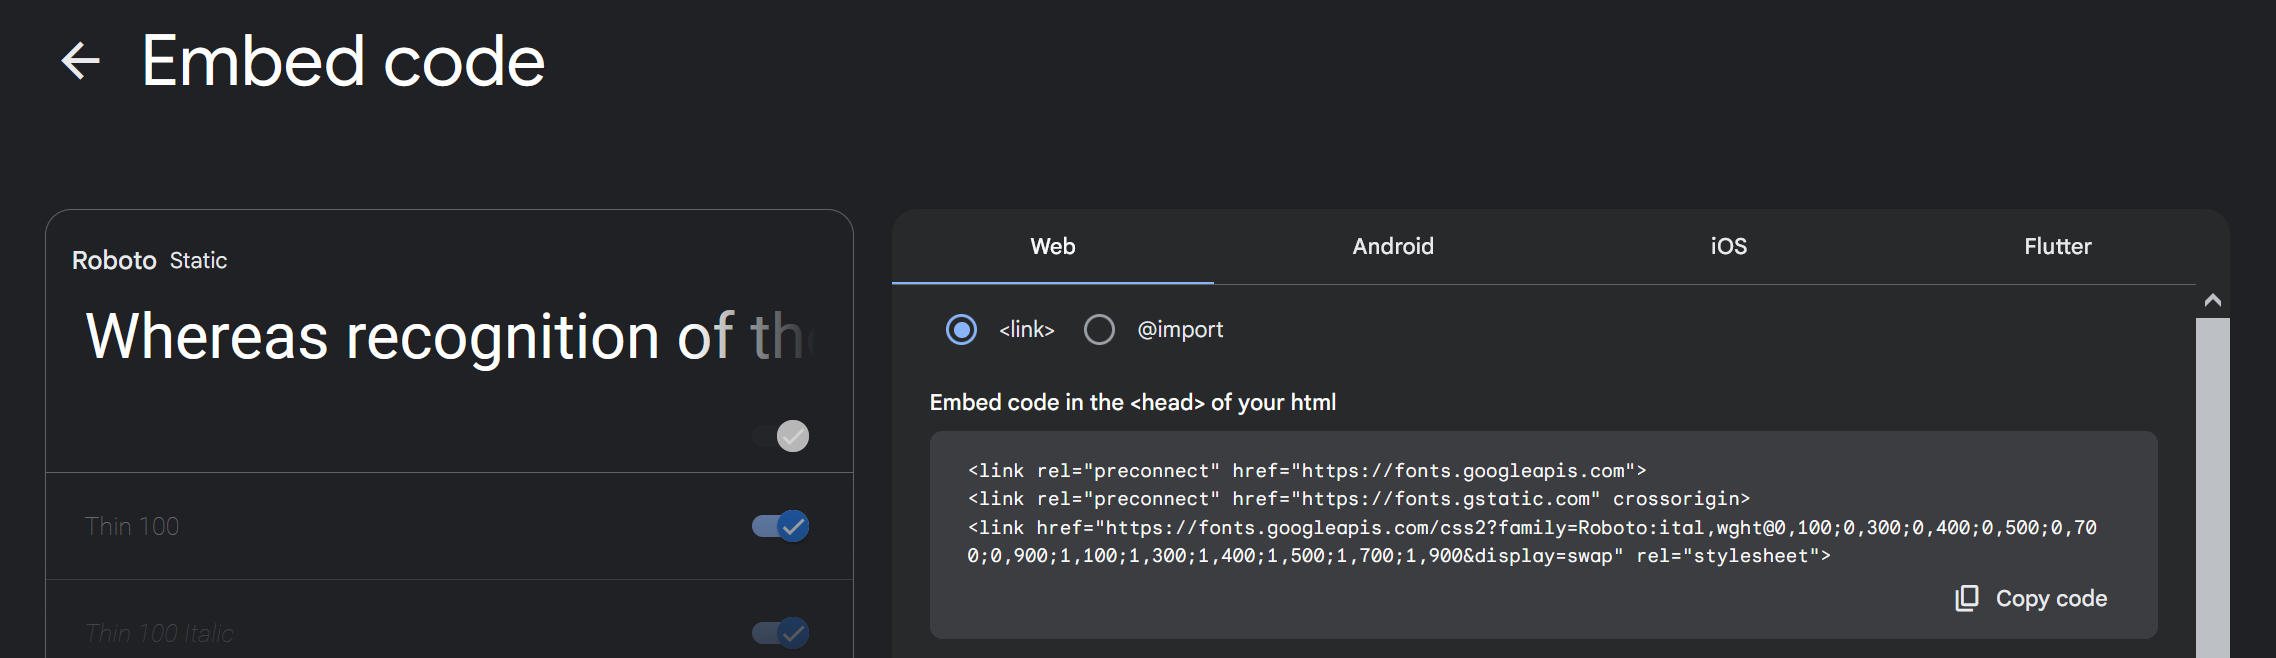 Embed code
Roboto Static
Whereas recognition of th
Thin 100
Thin 100 Italic
Web Android iOS Flutter
<link> @import
Embed code in the <head> of your html
<link rel="preconnect" href="https://fonts.googleapis.com">
<link rel="preconnect" href="https://fonts.gstatic.com" crossorigin>
<link href="https://fonts.googleapis.com/css2?family=Roboto:ital,wght@0,100;0,300;0,400;0,500;0,70
0;0,900;1,100;1,300;1,400;1,500;1,700;1,900&display=swap" rel="stylesheet">
Copy code